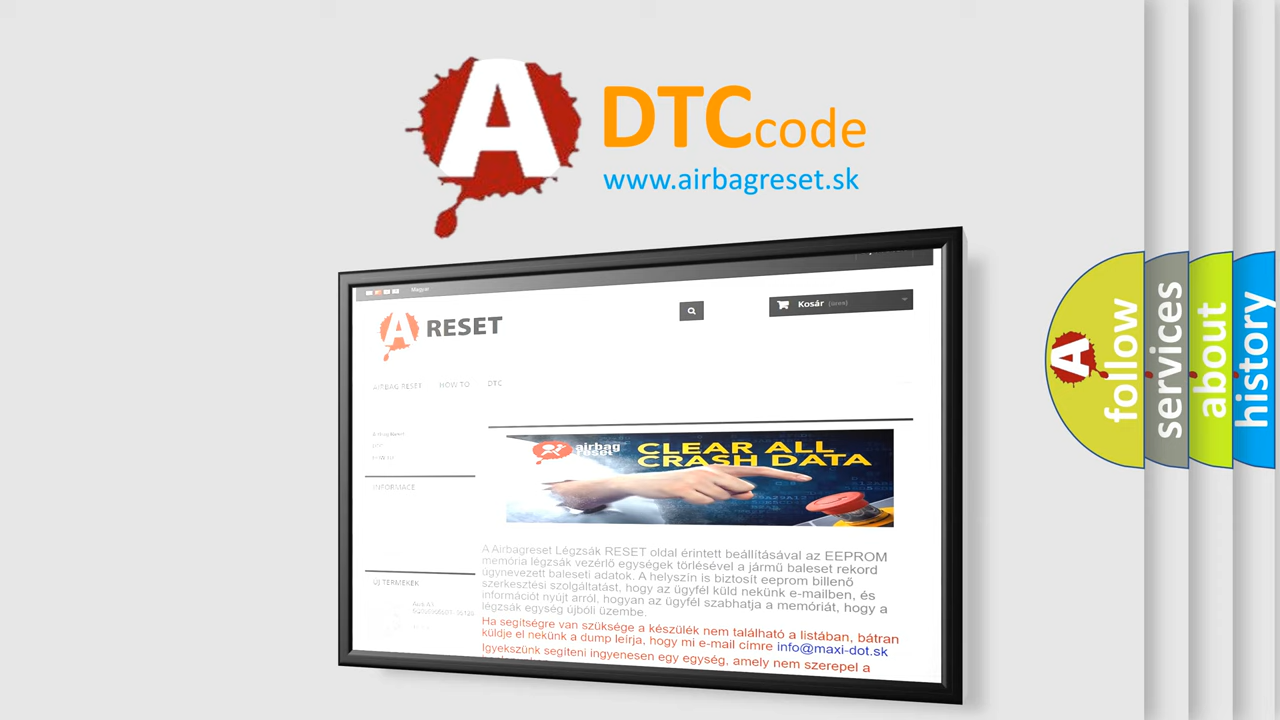 A
DTC code
www.airbagreset.sk
Magyar
A RESET
Kosár
AIRBAG RESET HOW TO DTC
INFORMACE
airbag
reset
CLEAR ALL
CRASH DATA
A Airbagreset Légzsák RESET oldal érintett beállításával az EEPROM
memória légzsák vezérlő egységek törlésével a jármű baleset rekord
úgynevezett baleseti adatok. A helyszín is biztosít eeprom billenő
szerkesztési szolgáltatást, hogy az ügyfél küld nekünk e-mailben, és
információt nyújt arról, hogyan az ügyfél szabhatja a memóriát, hogy a
légzsák egység újbóli üzembe.
Ha segítségre van szüksége a készülék nem található a listában, bátran
küldje el nekünk a dump leírja, hogy mi e-mail címre info@maxi-dot.sk
Igyekszünk segíteni ingyenesen egy egység, amely nem szerepel a
ÚJ TERMÉKEK
A
follow
services
about
history